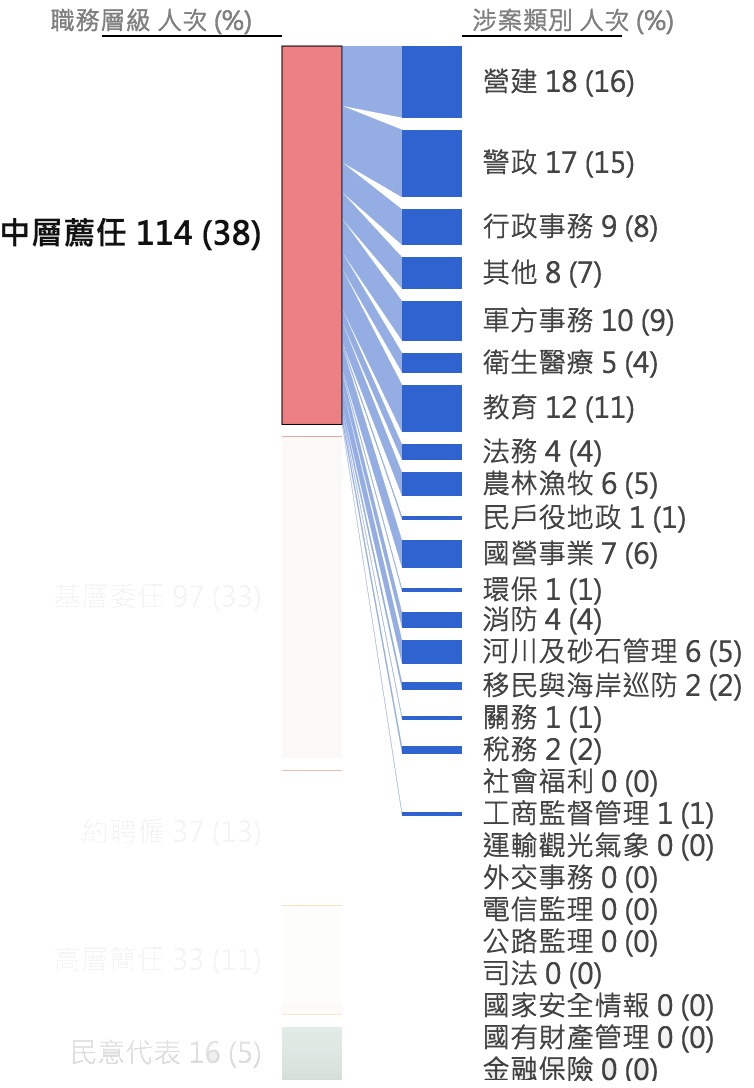 職務層級 人次 (%)
涉案類別 人次 (%)
中層薦任 114 (38)
基層委任 97 (33)
約聘僱 37 (13)
高層簡任 33 (11)
民意代表 16 (5)
營建 18 (16)
警政 17 (15)
行政事務 9 (8)
其他 8 (7)
軍方事務 10 (9)
衛生醫療 5 (4)
教育 12 (11)
法務 4 (4)
農林漁牧 6 (5)
民戶役地政 1 (1)
國營事業 7 (6)
環保 1 (1)
消防 4 (4)
河川及砂石管理 6 (5)
移民與海岸巡防 2 (2)
關務 1 (1)
稅務 2 (2)
社會福利 0 (0)
工商監督管理 1 (1)
運輸觀光氣象 0 (0)
外交事務 0 (0)
電信監理 0 (0)
公路監理 0 (0)
司法 0 (0)
國家安全情報 0 (0)
國有財產管理 0 (0)
金融保險 0 (0)